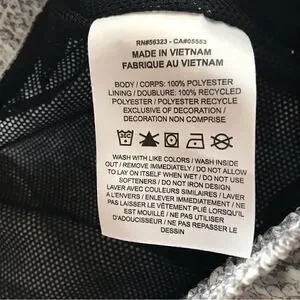 RN#56323 - CA#05553
MADE IN VIETNAM
FABRIQUE AU VIETNAM
BODY / CORPS: 100% POLYESTER
LINING / DOUBLURE: 100% RECYCLED
POLYESTER / POLYESTER RECYCLÉ
EXCLUSIVE OF DECORATION /
DECORATION NON COMPRISE
WASH WITH LIKE COLORS / WASH INSIDE
OUT / REMOVE IMMEDIATELY / DO NOT ALLOW
TO LAY ON ITSELF WHEN WET / DO NOT USE
SOFTENERS / DO NOT IRON DESIGN
LAVER AVEC COULEURS SIMILAIRES / LAVER
A L'ENVERS / ENLEVER IMMÉDIATEMENT / NE
PAS LAISSER LE VÊTEMENT PLIÉ LORSQU'IL
EST MOUILLÉ / NE PAS UTILISER
D'ADOUCISSEUR / NE PAS REPASSER LE
DESSIN